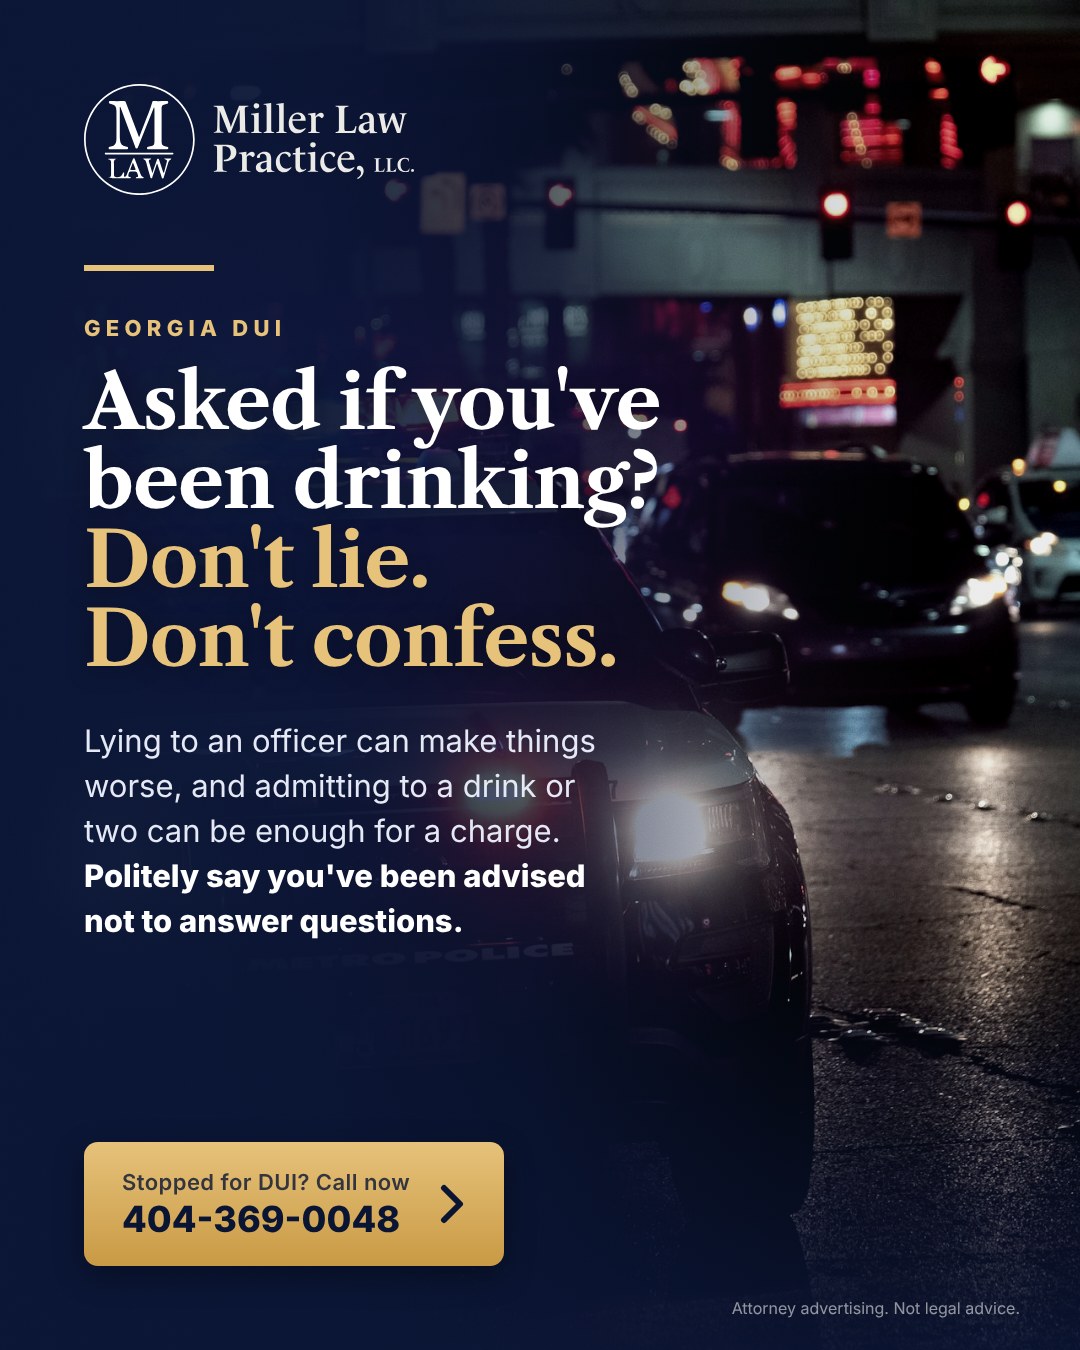 M
LAW
Miller Law
Practice, LLC.
GEORGIA DUI
Asked if you've
been drinking?
Don't lie.
Don't confess.
Lying to an officer can make things
worse, and admitting to a drink or
two can be enough for a charge.
Politely say you've been advised
not to answer questions.
METRO POLICE
Stopped for DUI? Call now
404-369-0048
Attorney advertising. Not legal advice.